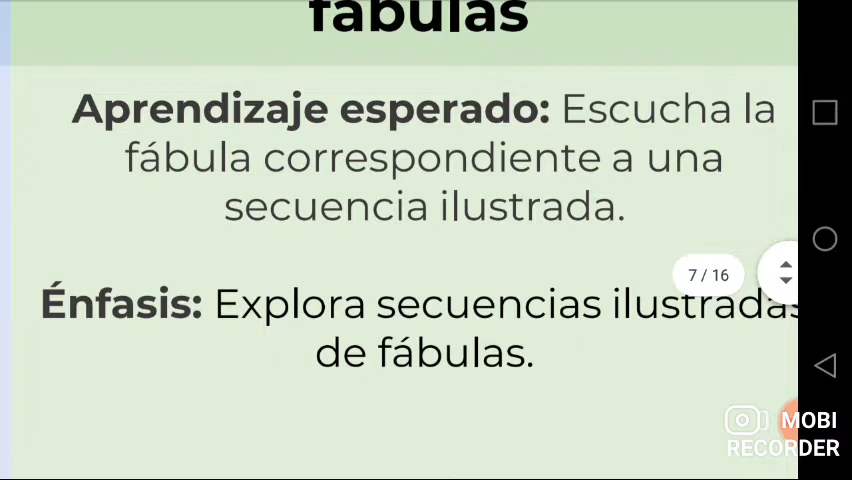 fábulas
Aprendizaje esperado: Escucha la
fábula correspondiente a una
secuencia ilustrada.
7 / 16
Énfasis: Explora secuencias ilustradas
de fábulas.
MOBI
RECORDER